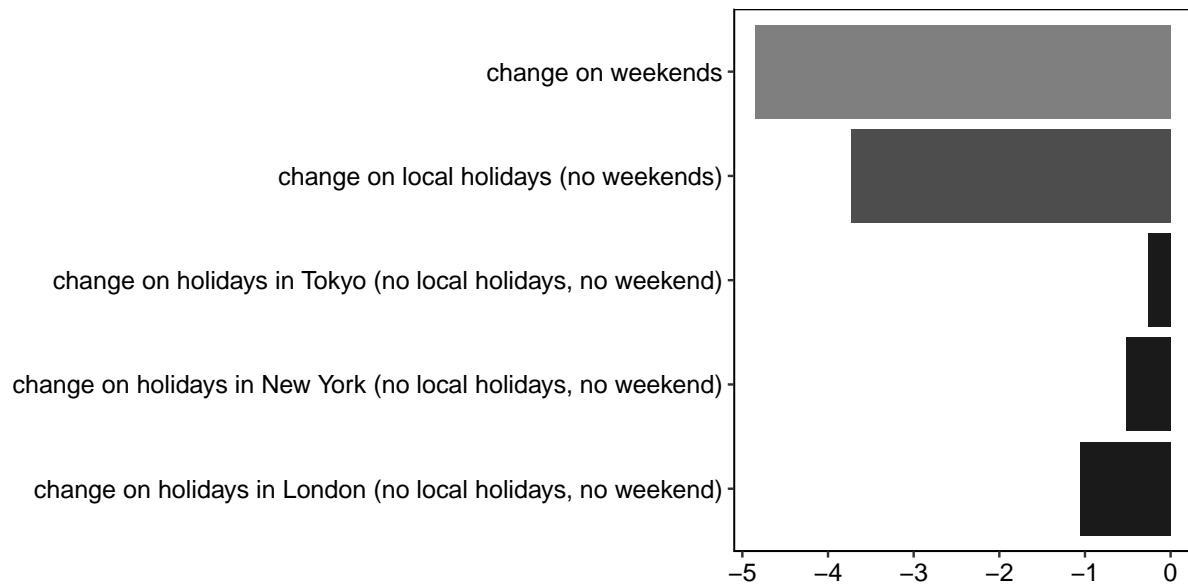 change on weekends
change on local holidays (no weekends)
change on holidays in Tokyo (no local holidays, no weekend)
change on holidays in New York (no local holidays, no weekend)
change on holidays in London (no local holidays, no weekend)
−5 −4 −3 −2 −1 0